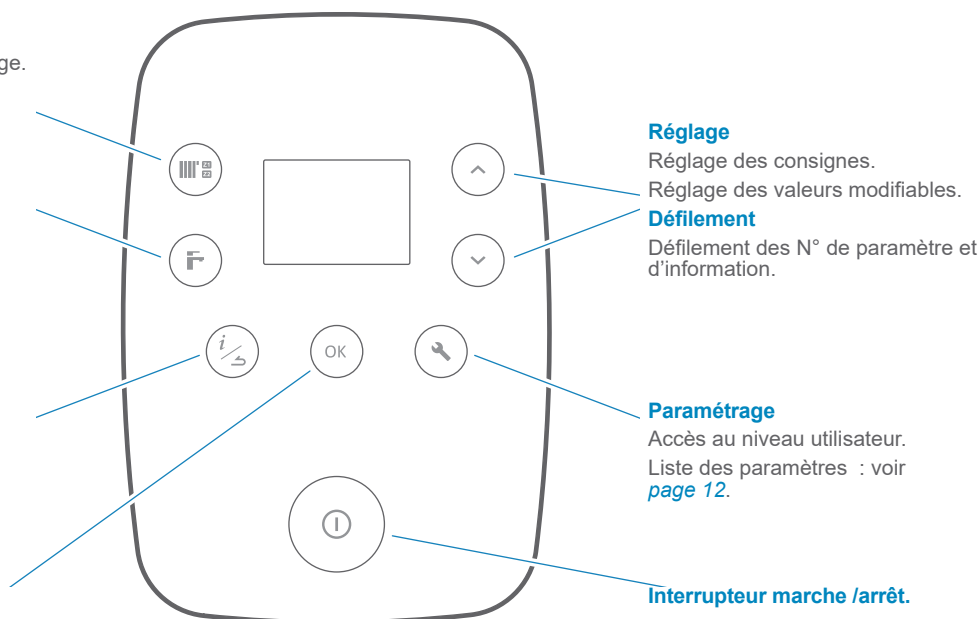 ge.
Réglage
Réglage des consignes.
Réglage des valeurs modifiables.
Défilement
Défilement des N° de paramètre et
d'information.
i
OK
Paramétrage
Accès au niveau utilisateur.
Liste des paramètres : voir
page 12.
Interrupteur marche /arrêt.